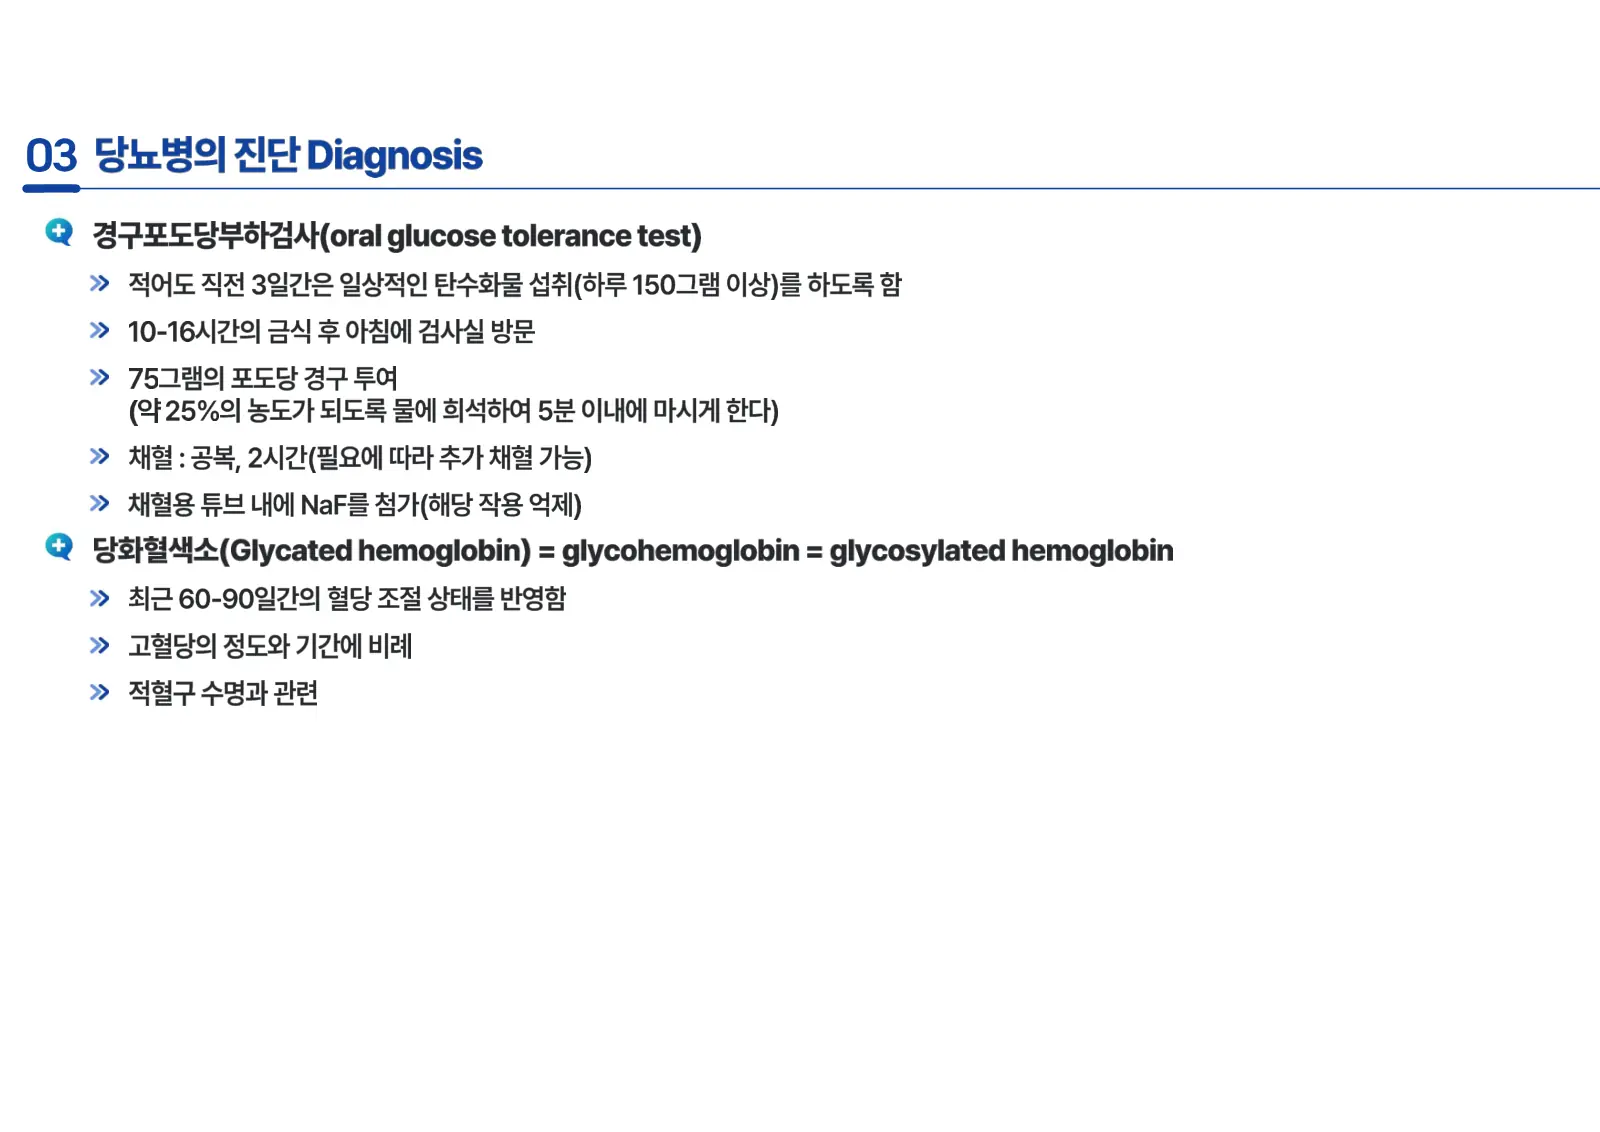 03 당뇨병의 진단 Diagnosis
경구포도당부하검사(oral glucose tolerance test)
적어도 직전 3일간은 일상적인 탄수화물 섭취(하루 150그램 이상)를 하도록 함
10-16시간의 금식 후 아침에 검사실 방문
75그램의 포도당 경구 투여
(약 25%의 농도가 되도록 물에 희석하여 5분 이내에 마시게 한다)
채혈 : 공복, 2시간(필요에 따라 추가 채혈 가능)
채혈용 튜브 내에 NaF를 첨가(해당 작용 억제)
당화혈색소(Glycated hemoglobin) = glycohemoglobin = glycosylated hemoglobin
최근 60-90일간의 혈당 조절 상태를 반영함
고혈당의 정도와 기간에 비례
적혈구 수명과 관련